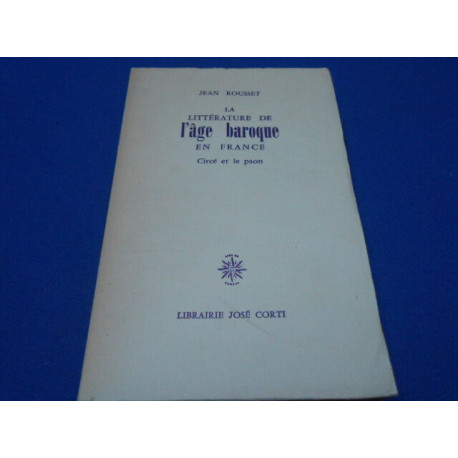 JEAN ROUSSET
LA
LITTÉRATURE DE
l'âge baroque
EN FRANCE
Circé et le paon
LIBRAIRIE JOSÉ CORTI